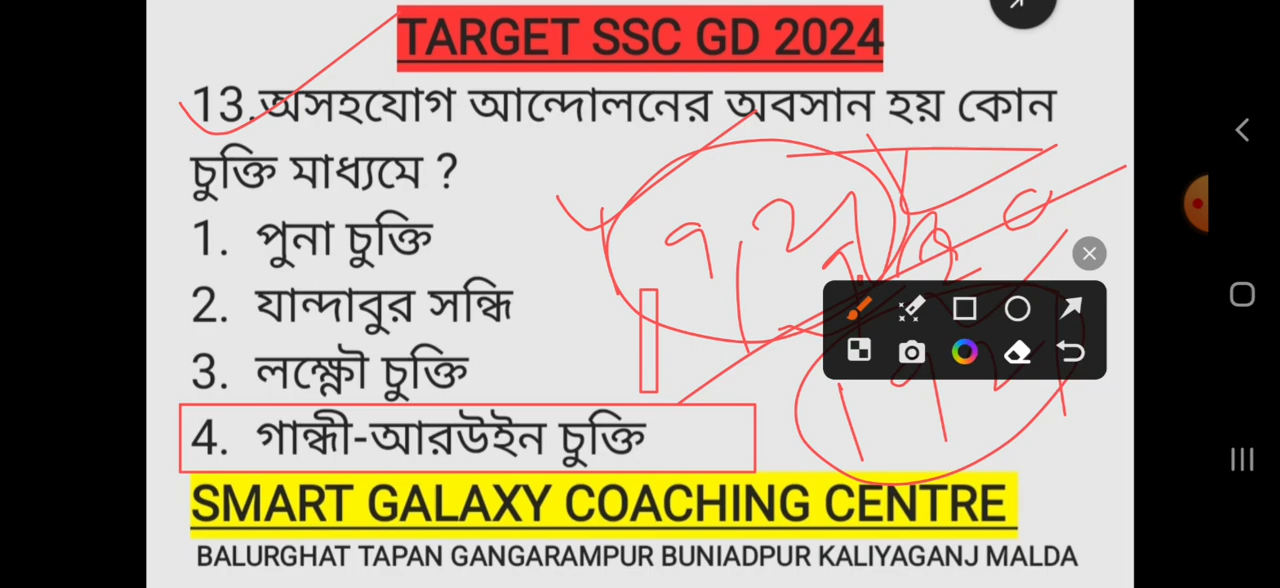 TARGET SSC GD 2024
13.অসহযোগ আন্দোলনের অবসান হয় কোন
চুক্তি মাধ্যমে ?
1. পুনা চুক্তি
2. যান্দাবুর সন্ধি
3. লক্ষ্ণৌ চুক্তি
4. গান্ধী-আরউইন চুক্তি
SMART GALAXY COACHING CENTRE
BALURGHAT TAPAN GANGARAMPUR BUNIADPUR KALIYAGANJ MALDA